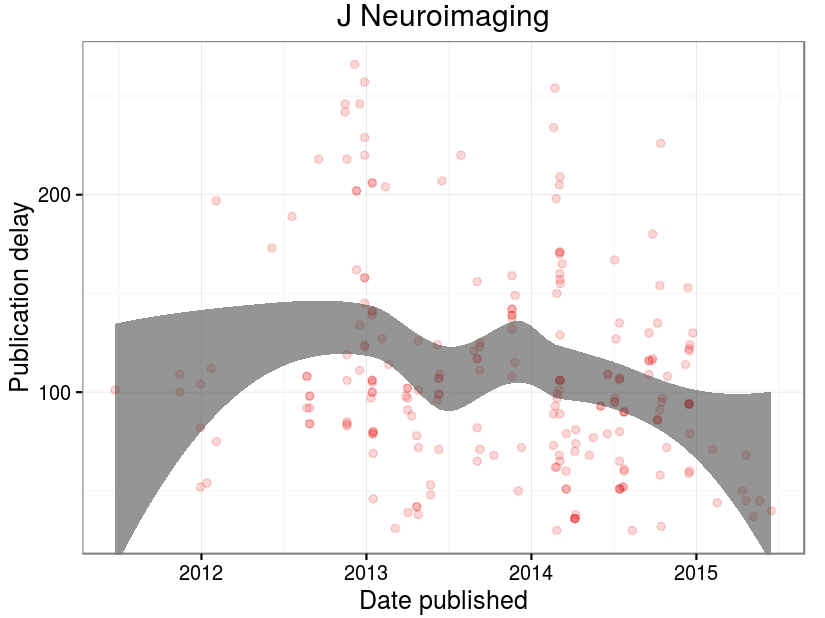 J Neuroimaging
Publication delay
200
100
2012 2013 2014 2015
Date published